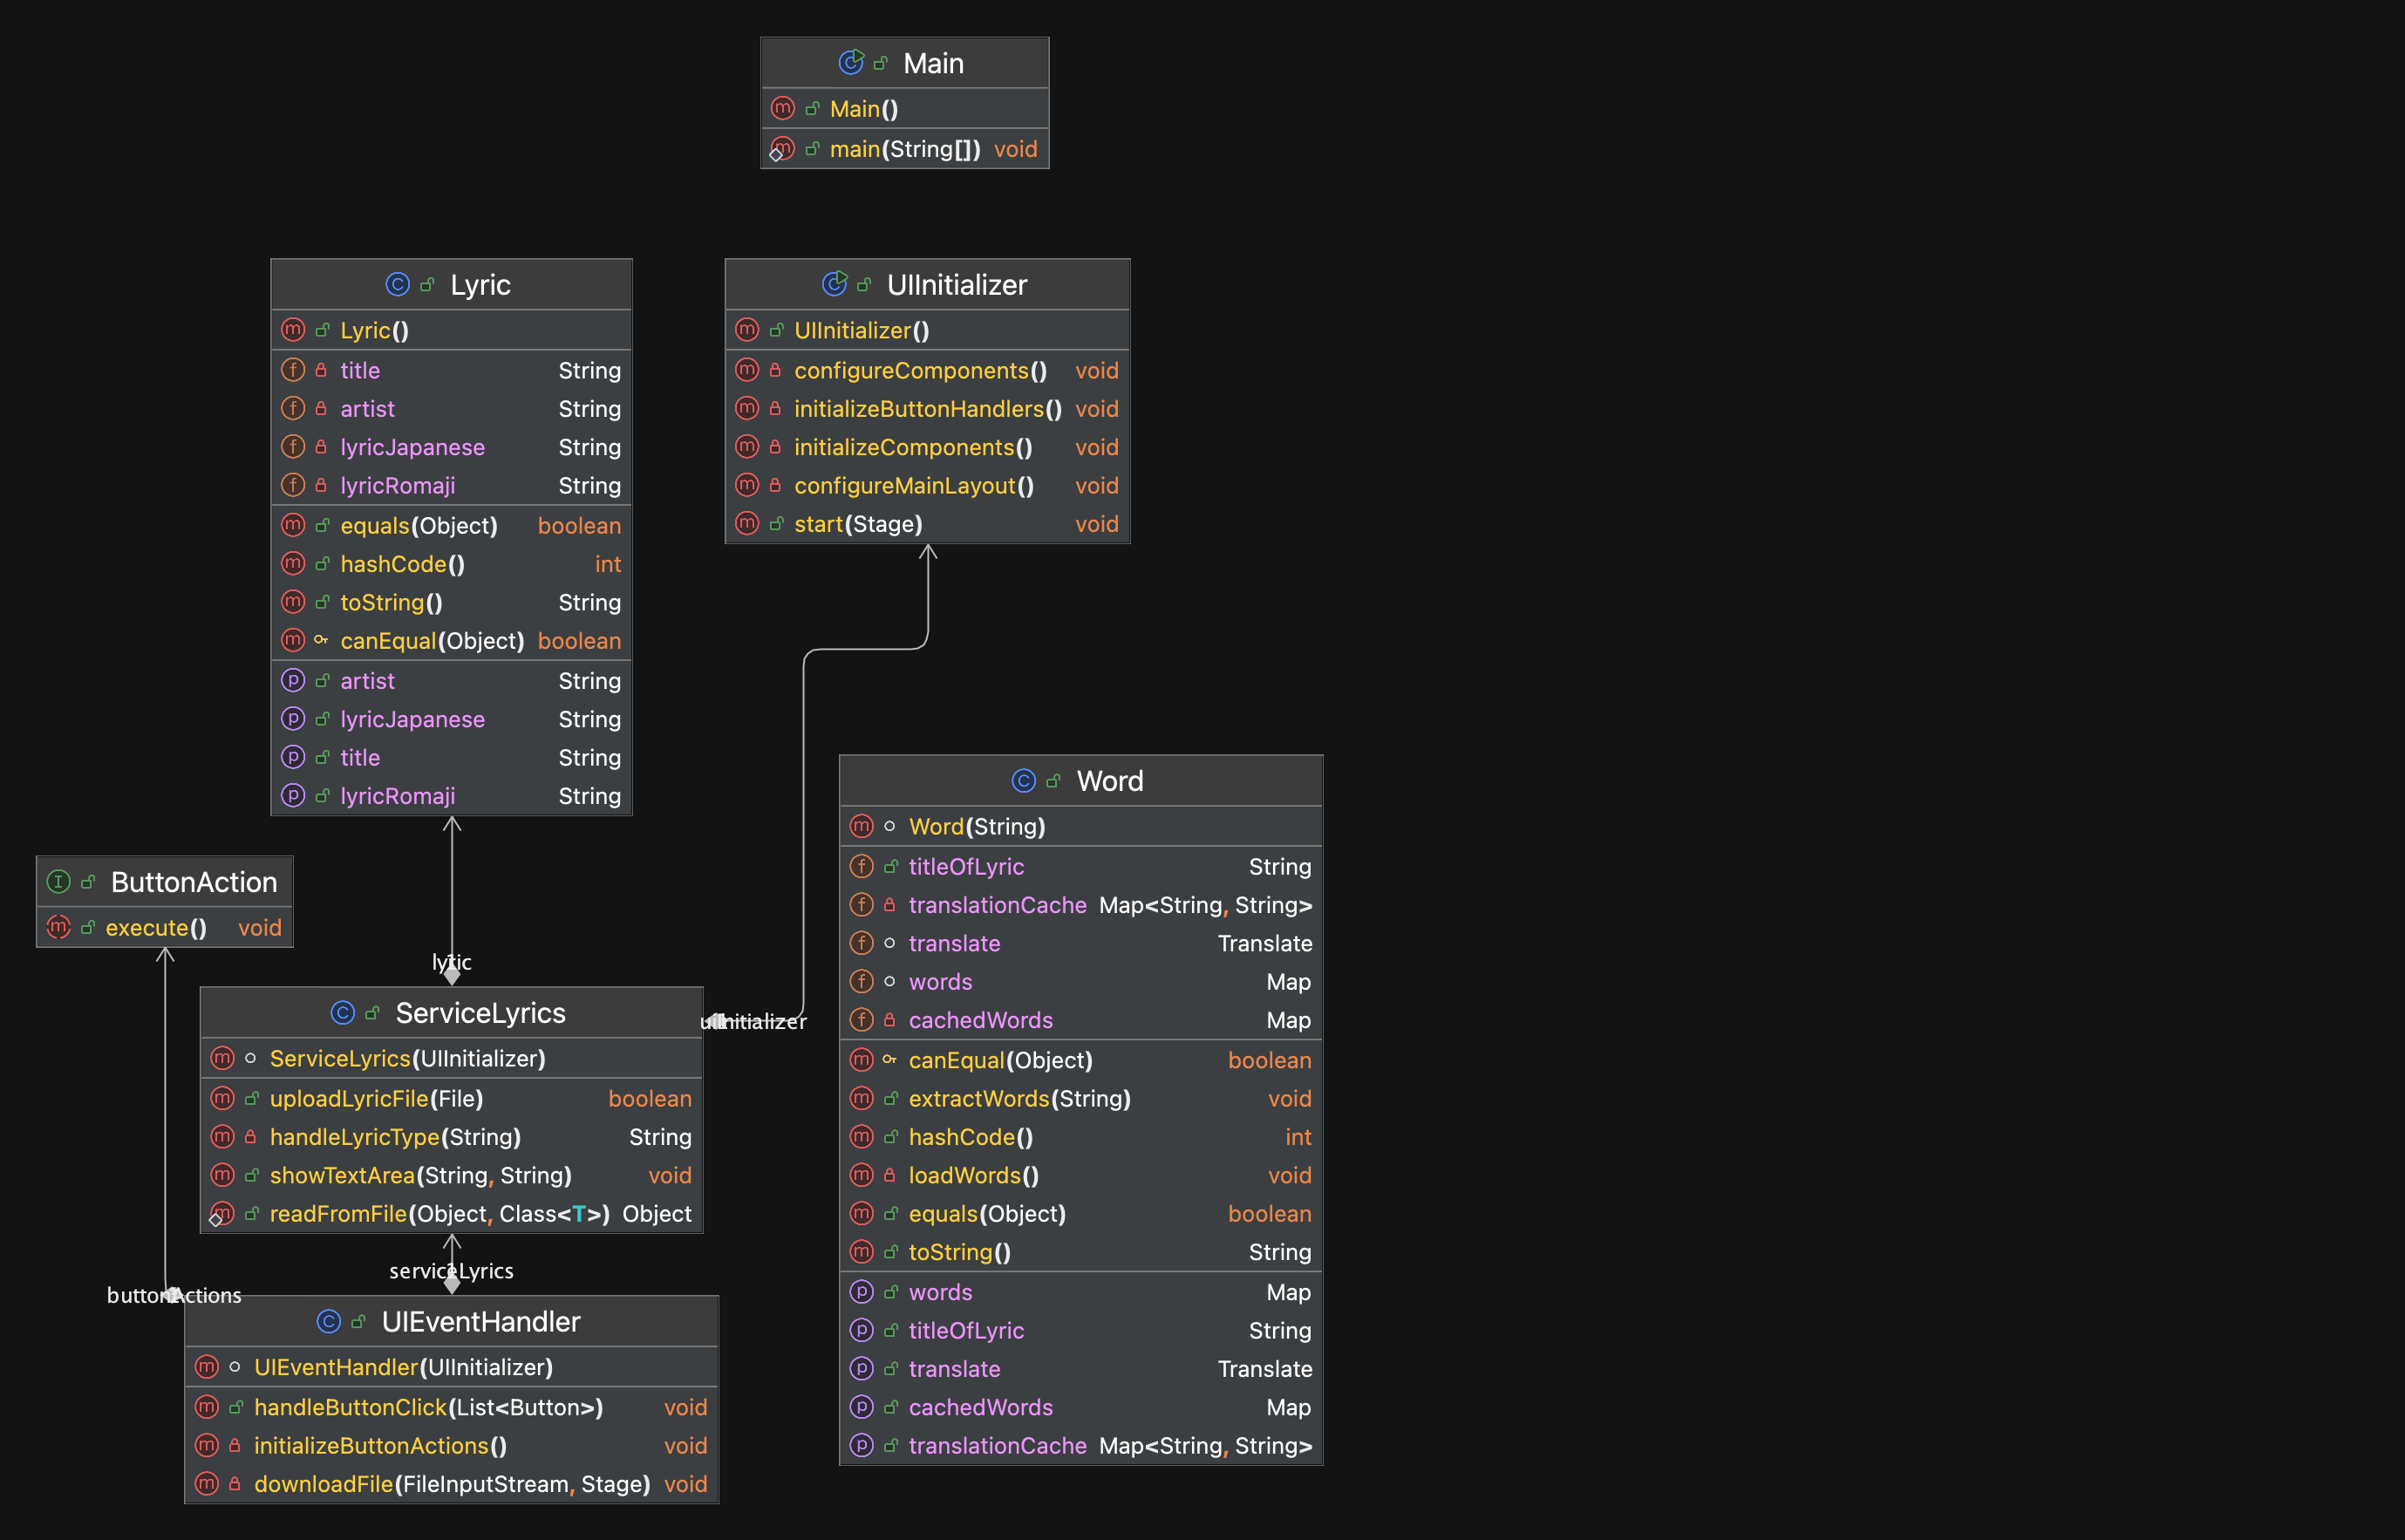 Main
Main()
main(String[]) void
Lyric
Lyric()
title String
artist String
lyricJapanese String
lyricRomaji String
equals(Object) boolean
hashCode() int
toString() String
canEqual(Object) boolean
artist String
lyricJapanese String
title String
lyricRomaji String
UIInitializer
UIInitializer()
configureComponents() void
initializeButtonHandlers() void
initializeComponents() void
configureMainLayout() void
start(Stage) void
ButtonAction
execute() void
lyric
ServiceLyrics
ServiceLyrics(UIInitializer)
uploadLyricFile(File) boolean
handleLyricType(String) String
showTextArea(String, String) void
readFromFile(Object, Class<T>) Object
uiInitializer
serviceLyrics
buttonActions
UIEventHandler
UIEventHandler(UIInitializer)
handleButtonClick(List<Button>) void
initializeButtonActions() void
downloadFile(FileInputStream, Stage) void
Word
Word(String)
titleOfLyric String
translationCache Map<String, String>
translate Translate
words Map
cachedWords Map
canEqual(Object) boolean
extractWords(String) void
hashCode() int
loadWords() void
equals(Object) boolean
toString() String
words Map
titleOfLyric String
translate Translate
cachedWords Map
translationCache Map<String, String>